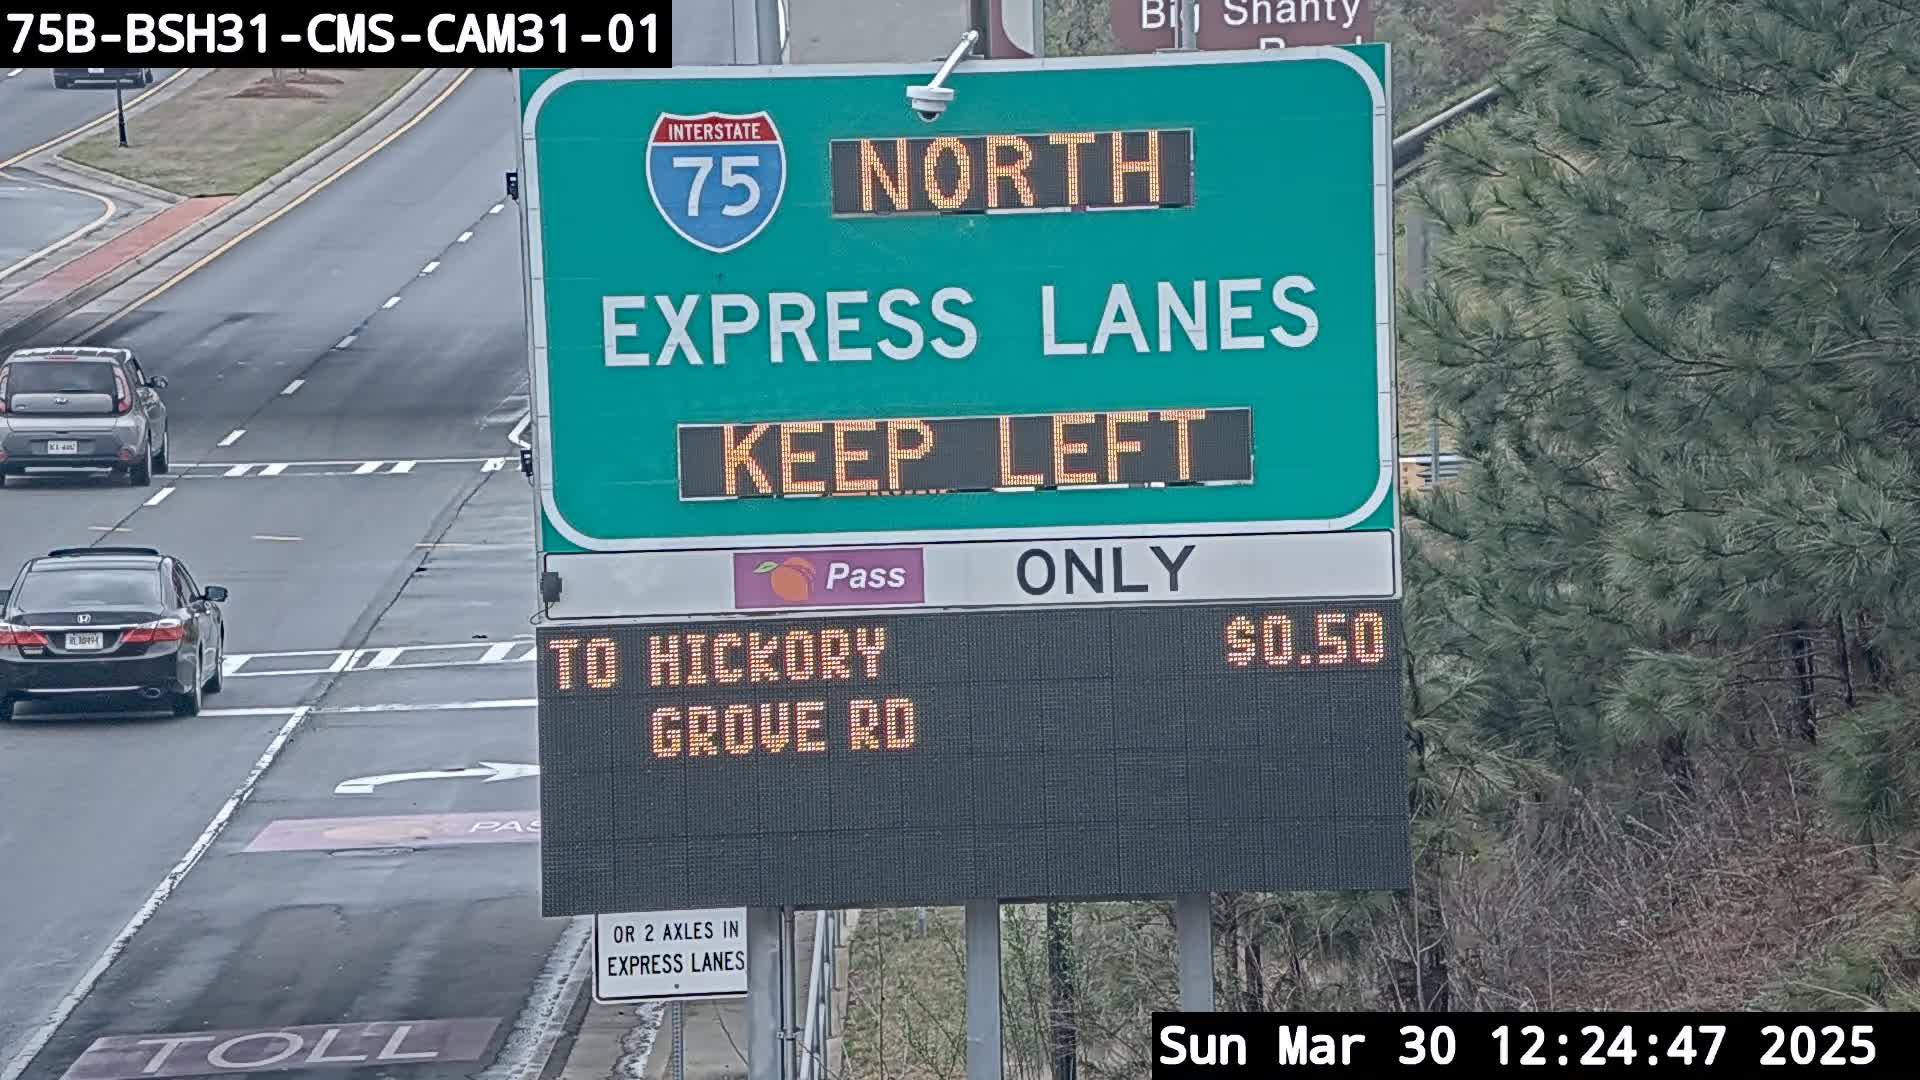 75B-BSH31-CMS-CAM31-01
Big Shanty
INTERSTATE
75
NORTH
EXPRESS LANES
KEEP LEFT
Pass ONLY
TO HICKORY $0.50
GROVE RD
OR 2 AXLES IN
EXPRESS LANES
TOLL
Sun Mar 30 12:24:47 2025